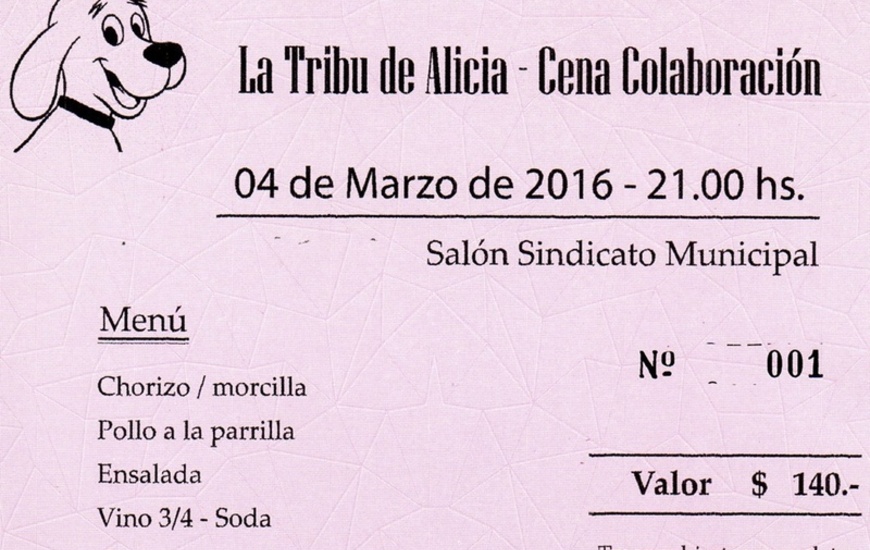 La Tribu de Alicia - Cena Colaboración
04 de Marzo de 2016 - 21.00 hs.
Salón Sindicato Municipal
Menú
Nº 001
Chorizo / morcilla
Pollo a la parrilla
Ensalada
Valor $ 140.-
Vino 3/4 - Soda